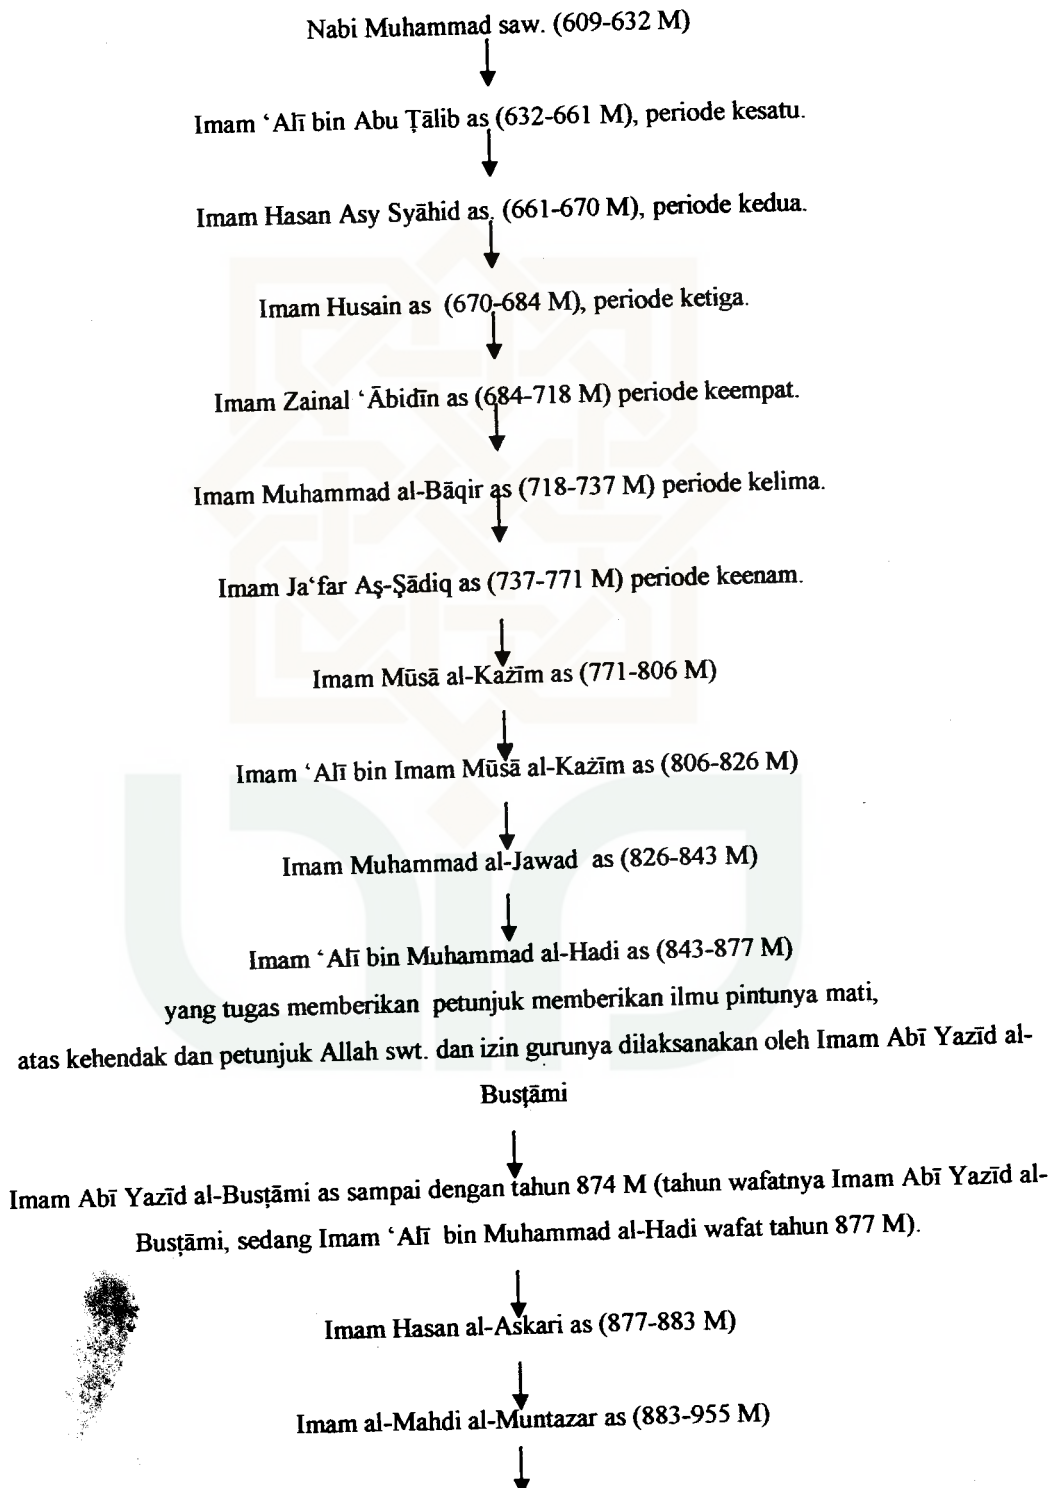 Nabi Muhammad saw. (609-632 M)
Imam ‘Alī bin Abu Ṭālib as (632-661 M), periode kesatu.
Imam Hasan Asy Syāhid as. (661-670 M), periode kedua.
Imam Husain as (670-684 M), periode ketiga.
Imam Zainal ‘Ābidīn as (684-718 M) periode keempat.
Imam Muhammad al-Bāqir as (718-737 M) periode kelima.
Imam Ja‘far Aş-Şādiq as (737-771 M) periode keenam.
Imam Mūsā al-Każīm as (771-806 M)
Imam ‘Alī bin Imam Mūsā al-Każīm as (806-826 M)
Imam Muhammad al-Jawad as (826-843 M)
Imam ‘Alī bin Muhammad al-Hadi as (843-877 M)
yang tugas memberikan petunjuk memberikan ilmu pintunya mati,
atas kehendak dan petunjuk Allah swt. dan izin gurunya dilaksanakan oleh Imam Abī Yazīd al-
Busṭāmi
Imam Abī Yazīd al-Busṭāmi as sampai dengan tahun 874 M (tahun wafatnya Imam Abī Yazīd al-
Busṭāmi, sedang Imam ‘Alī bin Muhammad al-Hadi wafat tahun 877 M).
Imam Hasan al-Askari as (877-883 M)
Imam al-Mahdi al-Muntazar as (883-955 M)